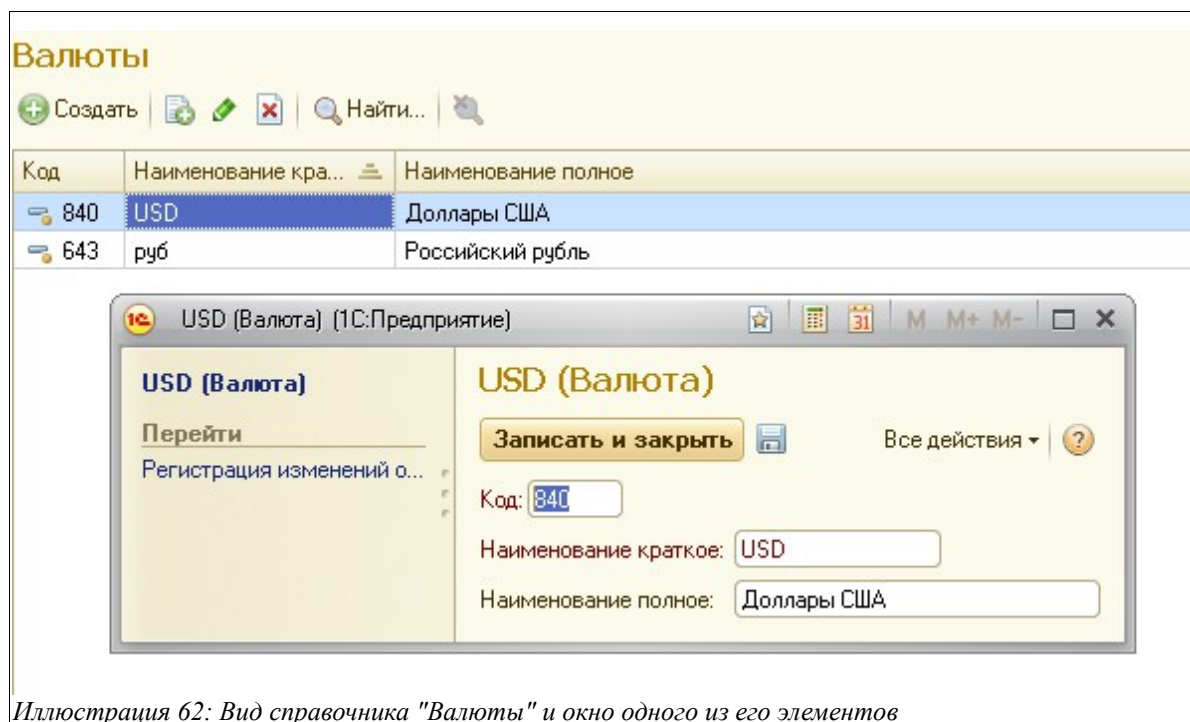 Валюты
Создать Найти...
Код Наименование кра... Наименование полное
840 USD Доллары США
643 руб Российский рубль
1С USD (Валюта) (1С:Предприятие) 31 M M+ M-
USD (Валюта) USD (Валюта)
Перейти Записать и закрыть Все действия ?
Регистрация изменений о...
Код: 840
Наименование краткое: USD
Наименование полное: Доллары США
Иллюстрация 62: Вид справочника "Валюты" и окно одного из его элементов